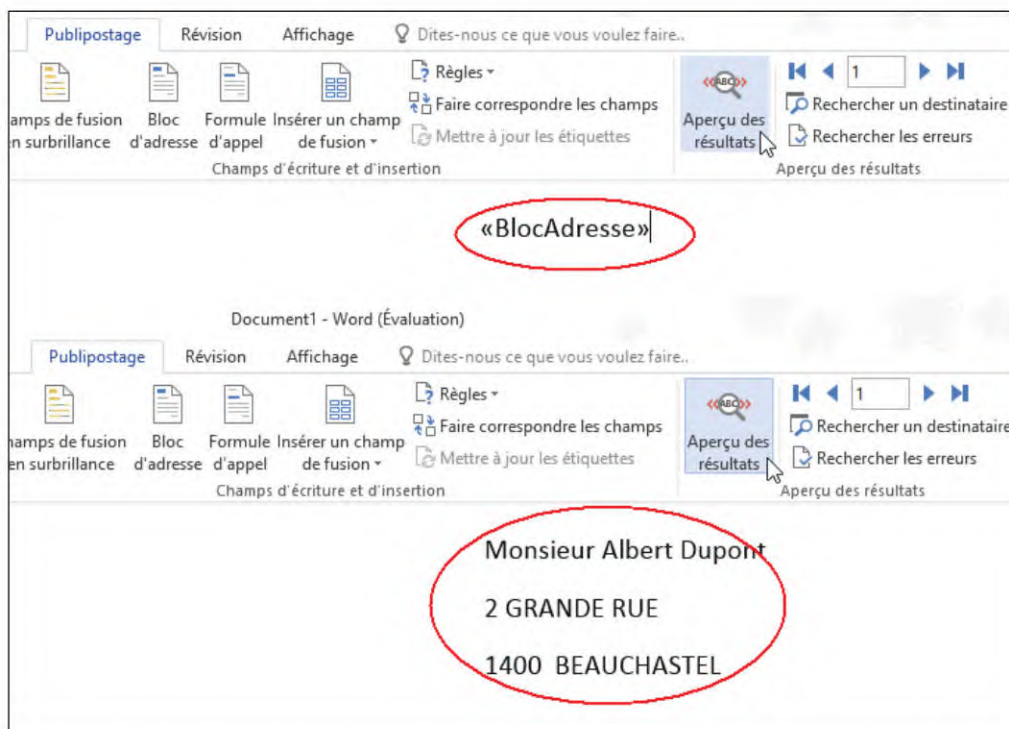 Publipostage Révision Affichage Dites-nous ce que vous voulez faire..
Règles
1
Faire correspondre les champs
Rechercher un destinataire
amps de fusion Bloc Formule Insérer un champ Aperçu des
en surbrillance d'adresse d'appel de fusion Mettre à jour les étiquettes résultats Rechercher les erreurs
Champs d'écriture et d'insertion Aperçu des résultats
«BlocAdresse»
Document1 - Word (Évaluation)
Publipostage Révision Affichage Dites-nous ce que vous voulez faire..
Règles
1
Faire correspondre les champs
Rechercher un destinataire
hamps de fusion Bloc Formule Insérer un champ Aperçu des
en surbrillance d'adresse d'appel de fusion Mettre à jour les étiquettes résultats Rechercher les erreurs
Champs d'écriture et d'insertion Aperçu des résultats
Monsieur Albert Dupont
2 GRANDE RUE
1400 BEAUCHASTEL